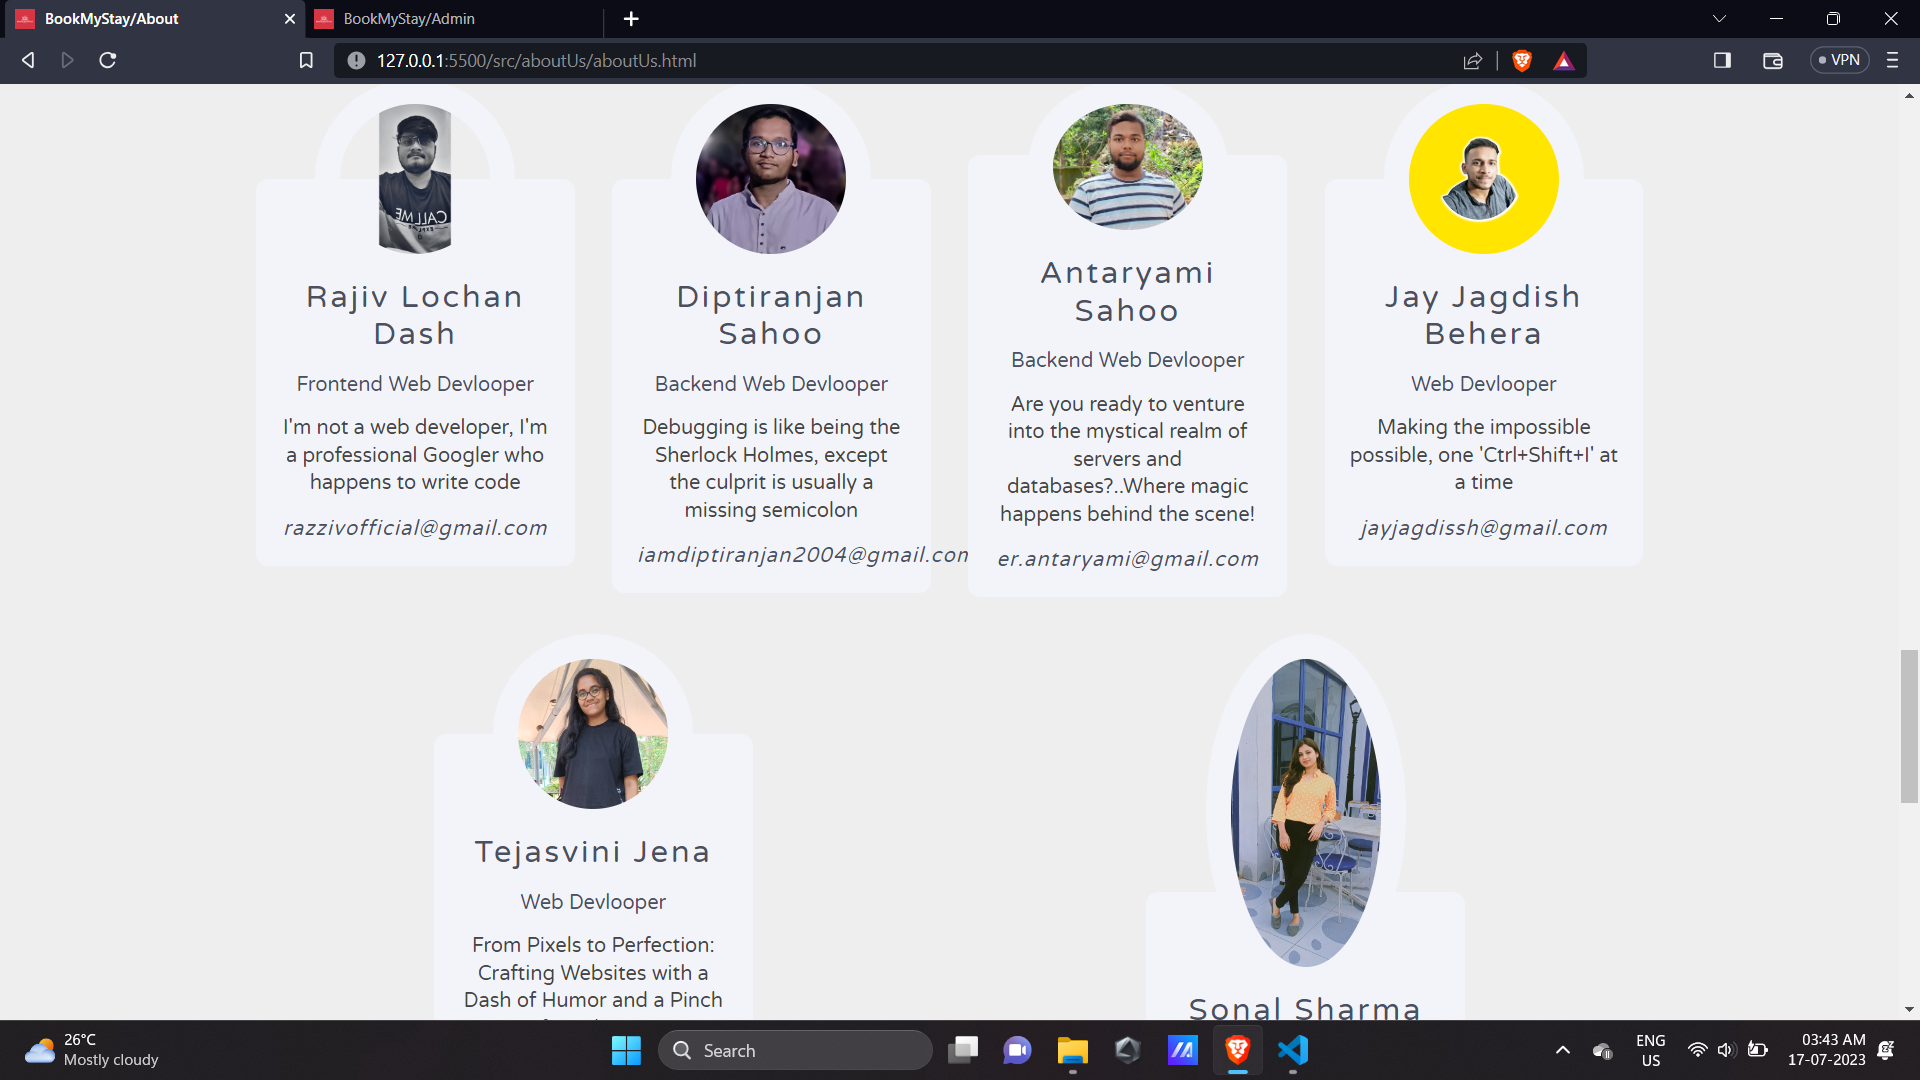 BookMyStay/About
BookMyStay/Admin
127.0.0.1:5500/src/aboutUs/aboutUs.html
VPN
Rajiv Lochan
Dash
Frontend Web Devlooper
I'm not a web developer, I'm
a professional Googler who
happens to write code
razzivofficial@gmail.com
Diptiranjan
Sahoo
Backend Web Devlooper
Debugging is like being the
Sherlock Holmes, except
the culprit is usually a
missing semicolon
iamdiptiranjan2004@gmail.com
Antaryami
Sahoo
Backend Web Devlooper
Are you ready to venture
into the mystical realm of
servers and
databases?..Where magic
happens behind the scene!
er.antaryami@gmail.com
Jay Jagdish
Behera
Web Devlooper
Making the impossible
possible, one 'Ctrl+Shift+I' at
a time
jayjagdissh@gmail.com
Tejasvini Jena
Web Devlooper
From Pixels to Perfection:
Crafting Websites with a
Dash of Humor and a Pinch
Sonal Sharma
26°C
Mostly cloudy
Search
ENG
US
03:43 AM
17-07-2023